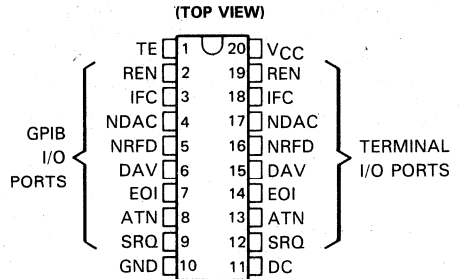 (TOP VIEW)
TE 1 20 VCC
REN 2 19 REN
IFC 3 18 IFC
NDAC 4 17 NDAC
NRFD 5 16 NRFD
DAV 6 15 DAV
EOI 7 14 EOI
ATN 8 13 ATN
SRQ 9 12 SRQ
GND 10 11 DC
GPIB
I/O
PORTS
TERMINAL
I/O PORTS